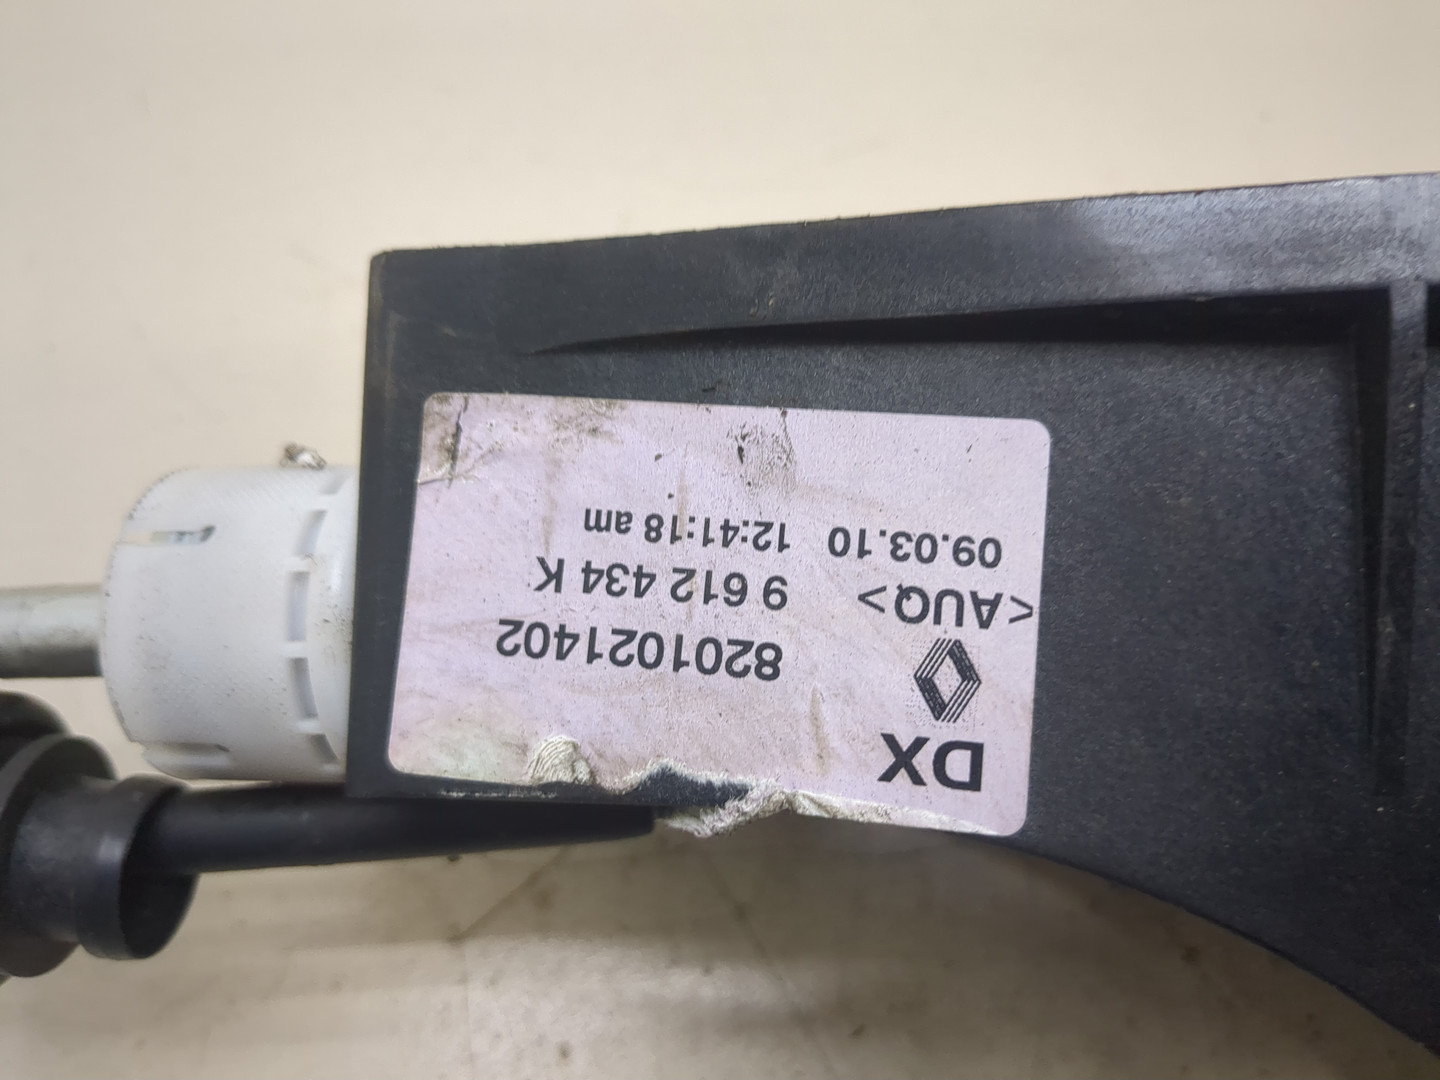 DX
8201021402
<AUQ> 9 612 434 K
09.03.10 12:41:18 am